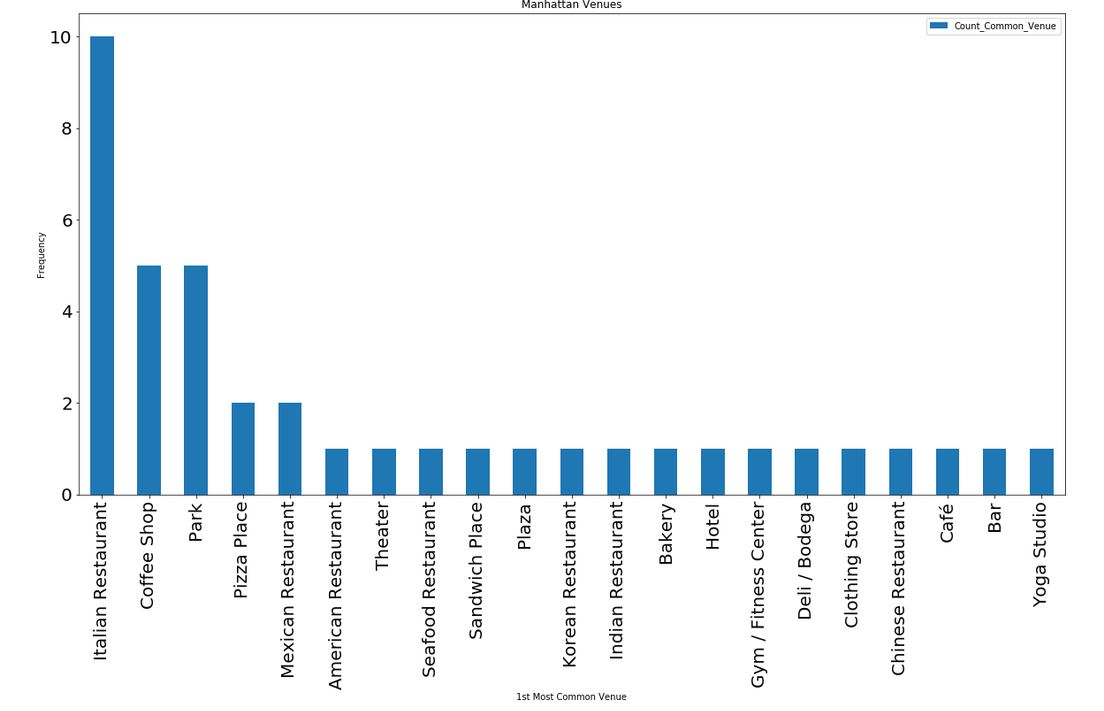 Manhattan Venues
Count_Common_Venue
10
8
6
4
2
0
Frequency
Italian Restaurant
Coffee Shop
Park
Pizza Place
Mexican Restaurant
American Restaurant
Theater
Seafood Restaurant
Sandwich Place
Plaza
Korean Restaurant
Indian Restaurant
Bakery
Hotel
Gym / Fitness Center
Deli / Bodega
Clothing Store
Chinese Restaurant
Café
Bar
Yoga Studio
1st Most Common Venue